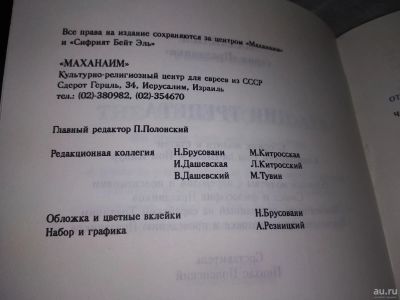 Все права на издание сохраняются за центром «Маханаим»
и «Сифрият Бейт Эль»
«МАХАНАИМ»
Культурно-религиозный центр для евреев из СССР
Сдерот Герцль, 34, Иерусалим, Израиль
тел.: (02)-380982, (02)-354670
Главный редактор П.Полонский
Редакционная коллегия Н.Брусовани М.Китросская
И.Дашевская Л.Китросский
В.Дашевский М.Тувин
Обложка и цветные вклейки Н.Брусовани
Набор и графика А.Резницкий
au.ru